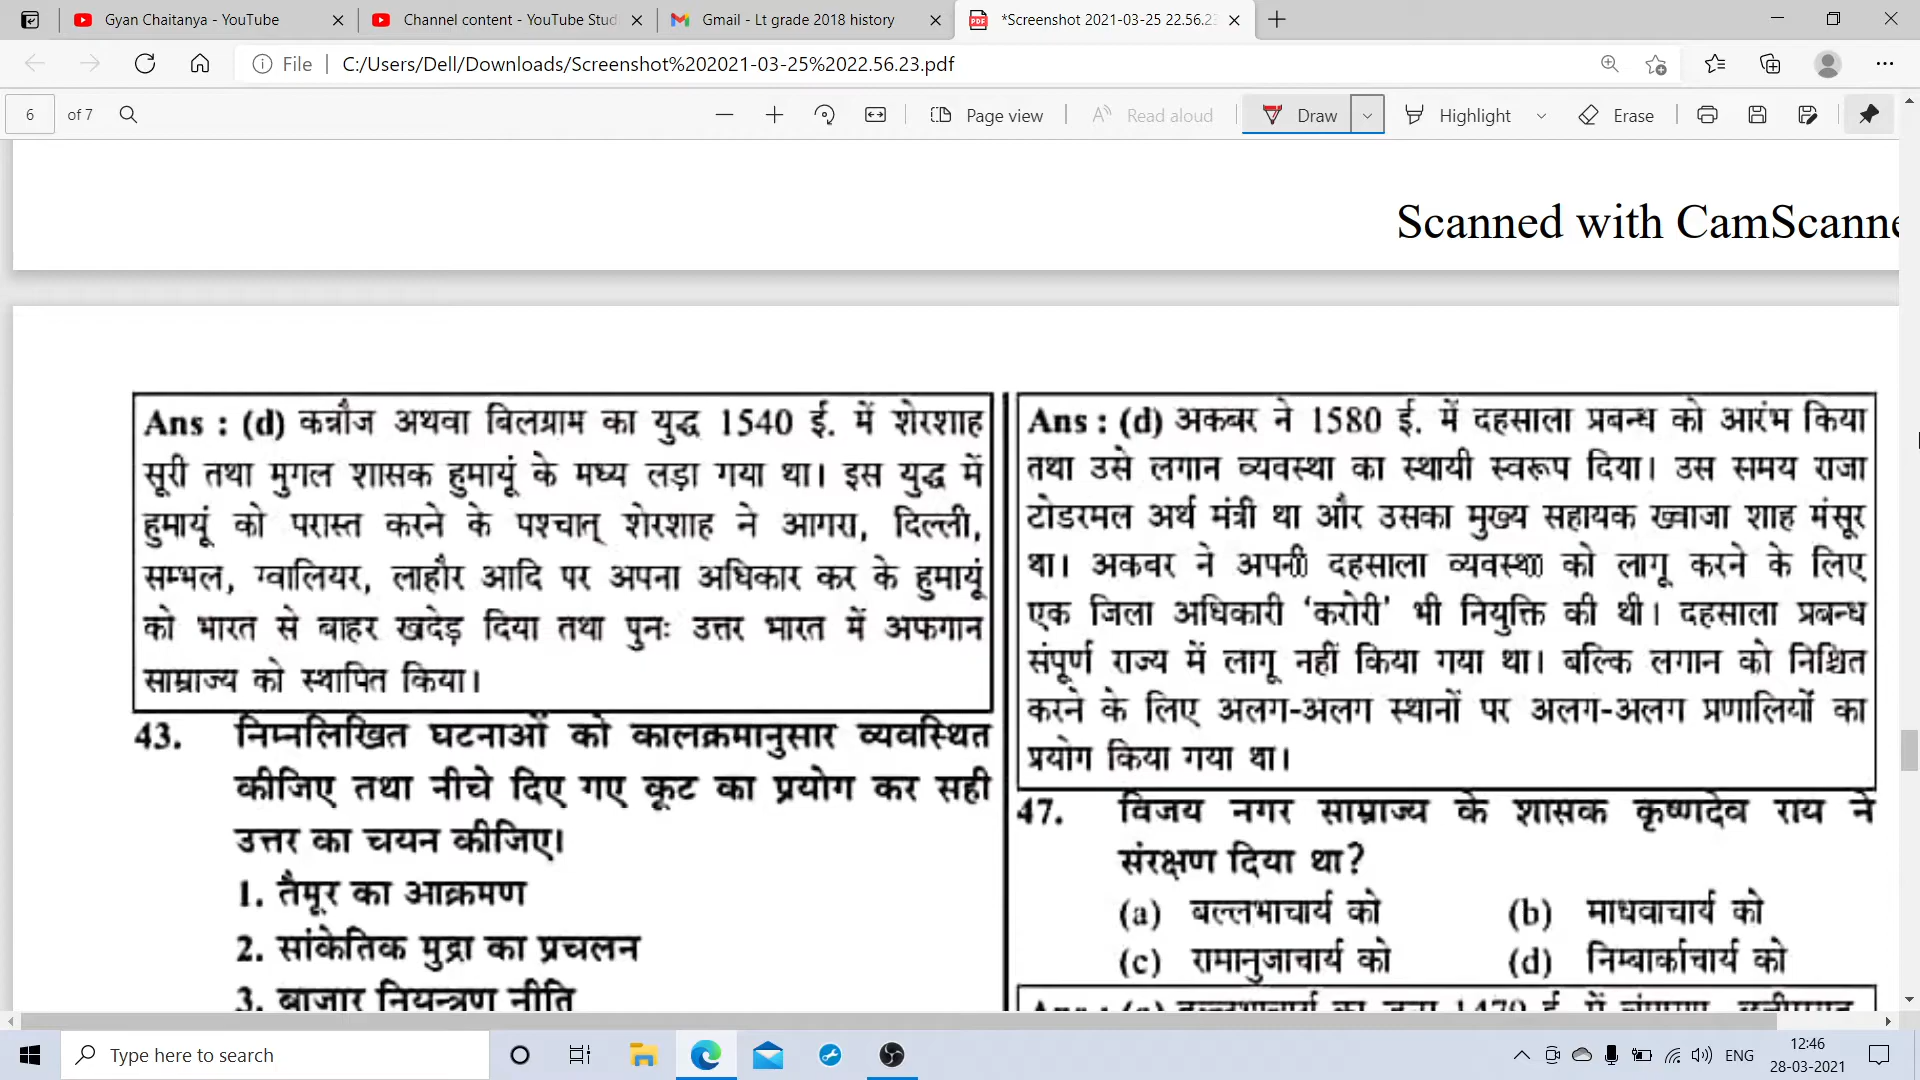 Gyan Chaitanya - YouTube
Channel content - YouTube Stud
Gmail - Lt grade 2018 history
*Screenshot 2021-03-25 22.56.23
File
C:/Users/Dell/Downloads/Screenshot%202021-03-25%2022.56.23.pdf
6 of 7
Page view
Read aloud
Draw
Highlight
Erase
Scanned with CamScanne
Ans : (d) कन्नौज अथवा बिलग्राम का युद्ध 1540 ई. में शेरशाह
सूरी तथा मुगल शासक हुमायूं के मध्य लड़ा गया था। इस युद्ध में
हुमायूं को परास्त करने के पश्चात् शेरशाह ने आगरा, दिल्ली,
सम्भल, ग्वालियर, लाहौर आदि पर अपना अधिकार कर के हुमायूं
को भारत से बाहर खदेड़ दिया तथा पुनः उत्तर भारत में अफगान
साम्राज्य को स्थापित किया।
43. निम्नलिखित घटनाओं को कालक्रमानुसार व्यवस्थित
कीजिए तथा नीचे दिए गए कूट का प्रयोग कर सही
उत्तर का चयन कीजिए।
1. तैमूर का आक्रमण
2. सांकेतिक मुद्रा का प्रचलन
3. बाजार नियन्त्रण नीति
Ans : (d) अकबर ने 1580 ई. में दहसाला प्रबन्ध को आरंभ किया
तथा उसे लगान व्यवस्था का स्थायी स्वरूप दिया। उस समय राजा
टोडरमल अर्थ मंत्री था और उसका मुख्य सहायक ख्वाजा शाह मंसूर
था। अकबर ने अपनी दहसाला व्यवस्था को लागू करने के लिए
एक जिला अधिकारी ‘करोरी’ भी नियुक्ति की थी। दहसाला प्रबन्ध
संपूर्ण राज्य में लागू नहीं किया गया था। बल्कि लगान को निश्चित
करने के लिए अलग-अलग स्थानों पर अलग-अलग प्रणालियों का
प्रयोग किया गया था।
47. विजय नगर साम्राज्य के शासक कृष्णदेव राय ने
संरक्षण दिया था?
(a) बल्लभाचार्य को (b) माधवाचार्य को
(c) रामानुजाचार्य को (d) निम्बार्काचार्य को
Type here to search
ENG
12:46
28-03-2021